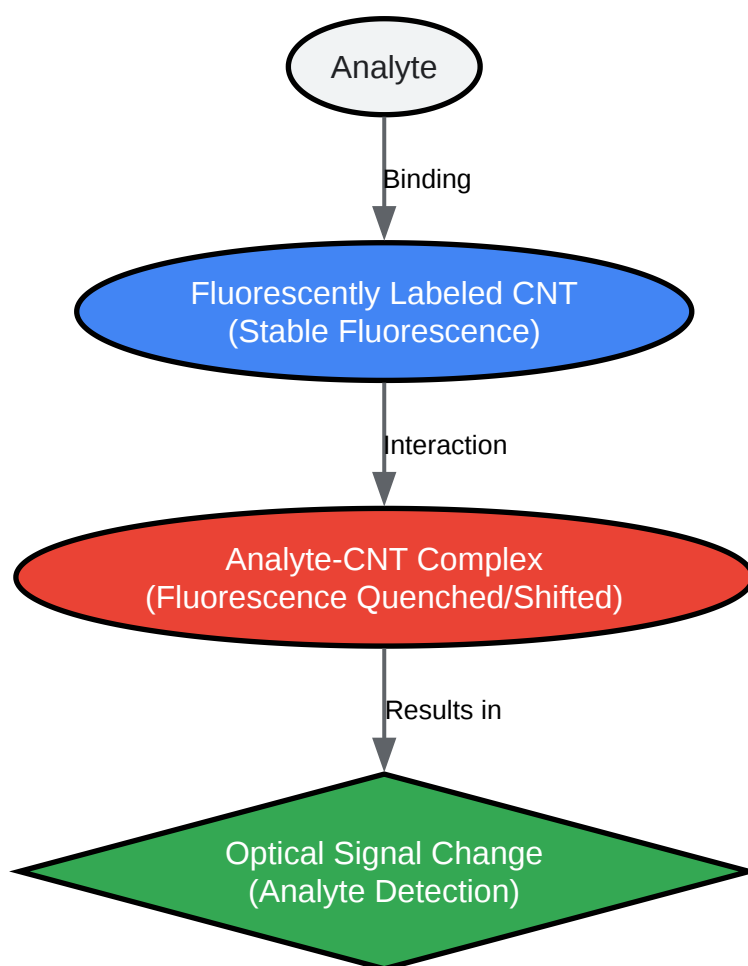 Analyte
Binding
Fluorescently Labeled CNT
(Stable Fluorescence)
Interaction
Analyte-CNT Complex
(Fluorescence Quenched/Shifted)
Results in
Optical Signal Change
(Analyte Detection)